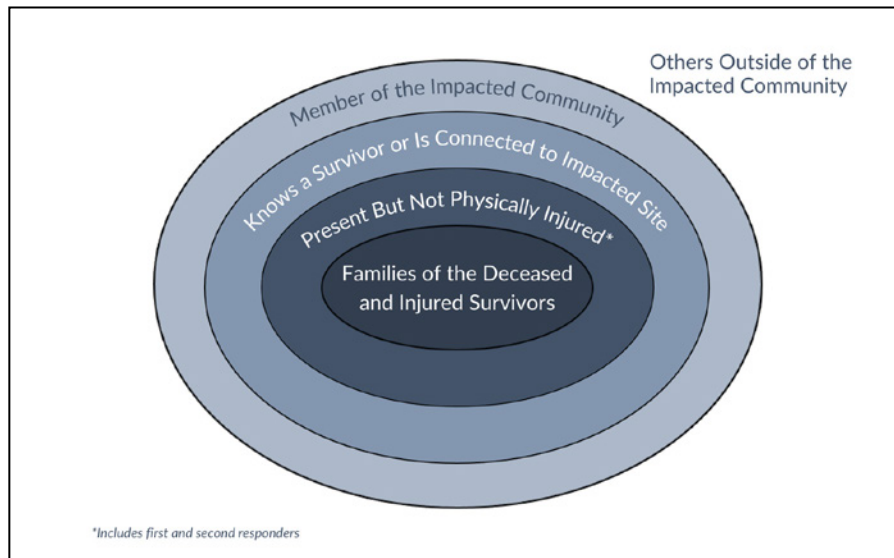 Others Outside of the
Impacted Community
Member of the Impacted Community
Knows a Survivor or Is Connected to Impacted Site
Present But Not Physically Injured*
Families of the Deceased
and Injured Survivors
*Includes first and second responders